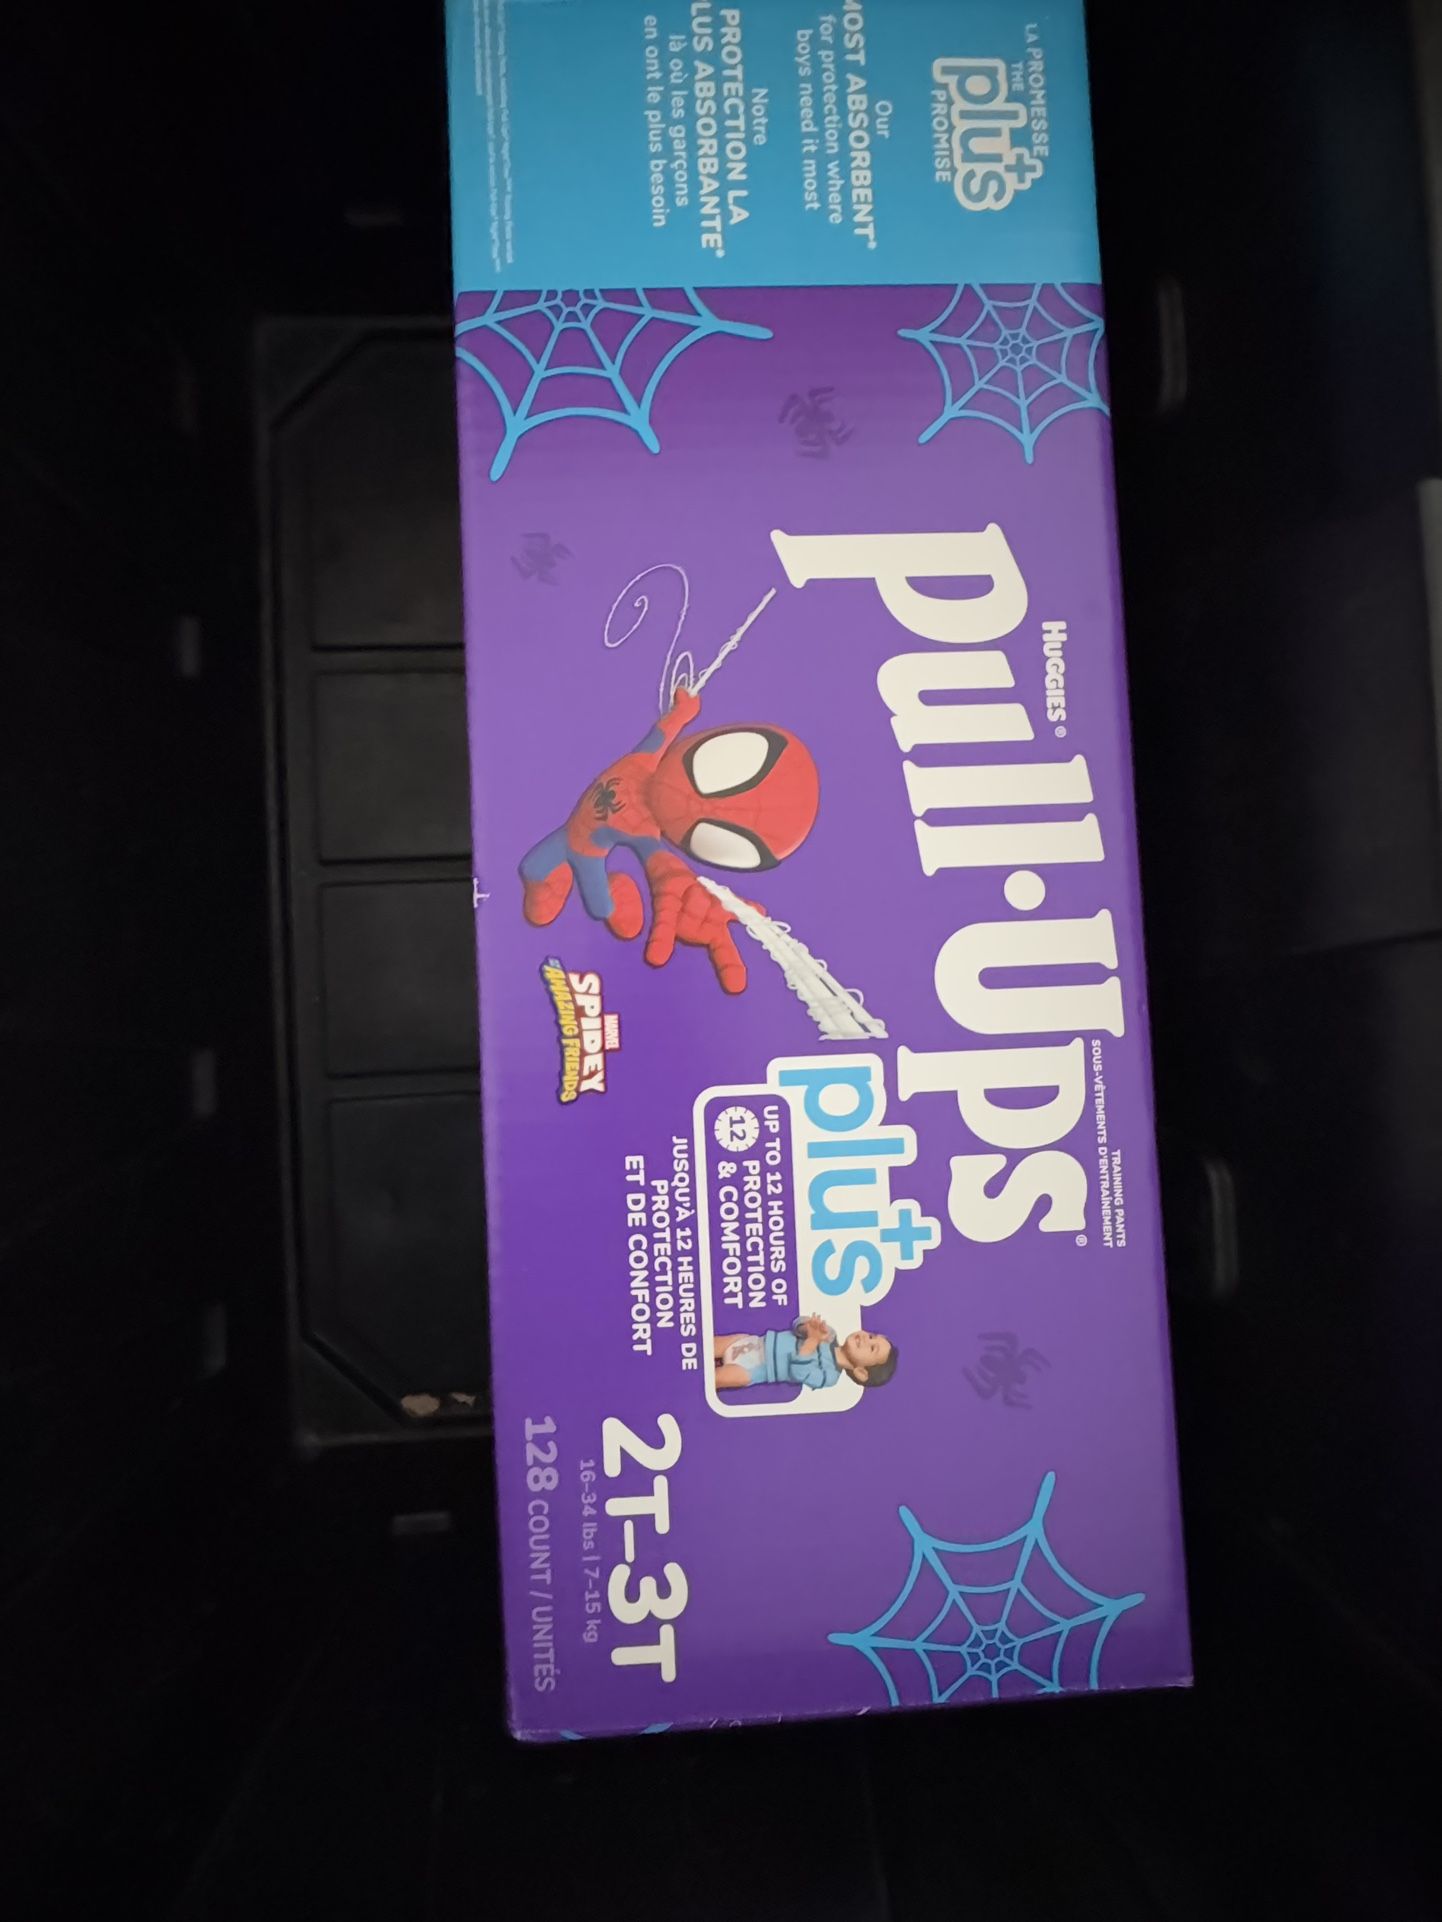 LA PROMESSE
THE
plus+
PROMISE
Our
MOST ABSORBENT*
for protection where
boys need it most
Notre
PROTECTION LA
PLUS ABSORBANTE*
là où les garçons
en ont le plus besoin
HUGGIES®
Pull•Ups®
TRAINING PANTS
SOUS-VÊTEMENTS D'ENTRAÎNEMENT
plus+
UP TO 12 HOURS OF
12 PROTECTION
& COMFORT
JUSQU'À 12 HEURES DE
PROTECTION
ET DE CONFORT
MARVEL
SPIDEY
AMAZING FRIENDS
2T–3T
16–34 lbs | 7–15 kg
128 COUNT / UNITÉS